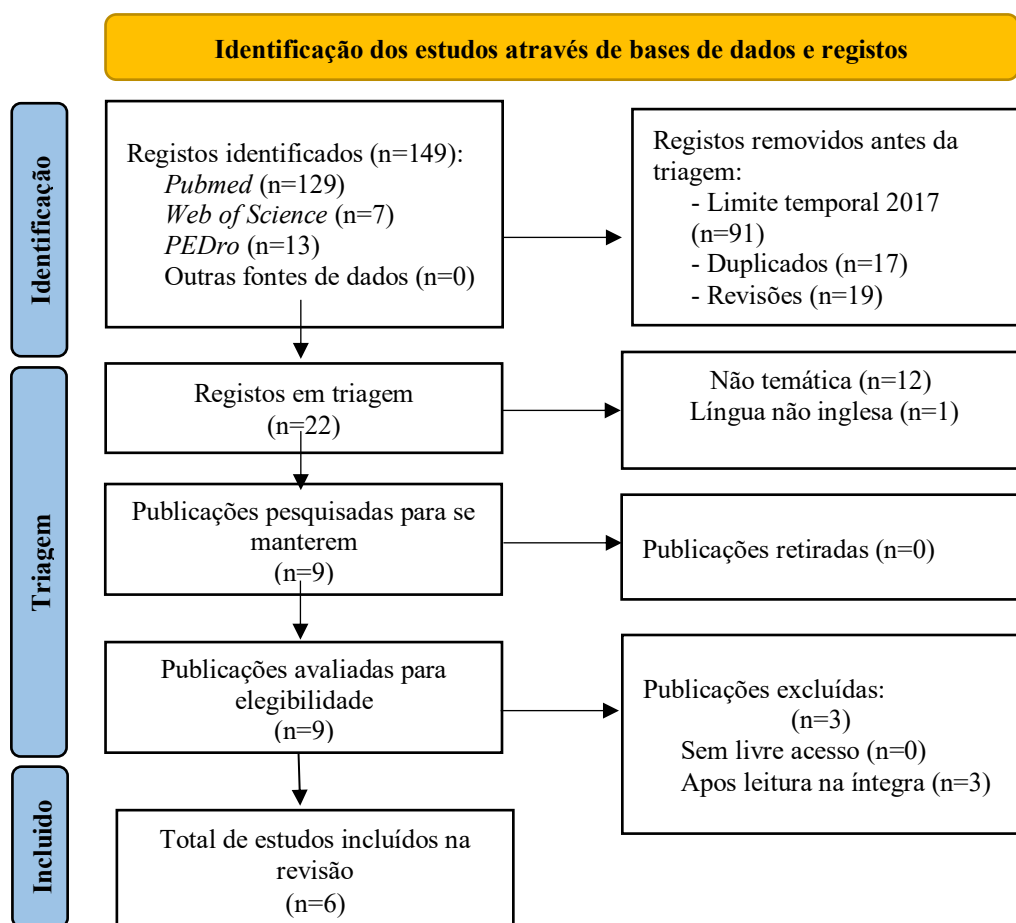 Identificação dos estudos através de bases de dados e registos
Identificação
Registos identificados (n=149):
Pubmed (n=129)
Web of Science (n=7)
PEDro (n=13)
Outras fontes de dados (n=0)
Registos removidos antes da
triagem:
- Limite temporal 2017
(n=91)
- Duplicados (n=17)
- Revisões (n=19)
Triagem
Registos em triagem
(n=22)
Não temática (n=12)
Língua não inglesa (n=1)
Publicações pesquisadas para se
manterem
(n=9)
Publicações retiradas (n=0)
Publicações avaliadas para
elegibilidade
(n=9)
Publicações excluídas:
(n=3)
Sem livre acesso (n=0)
Apos leitura na íntegra (n=3)
Incluido
Total de estudos incluídos na
revisão
(n=6)